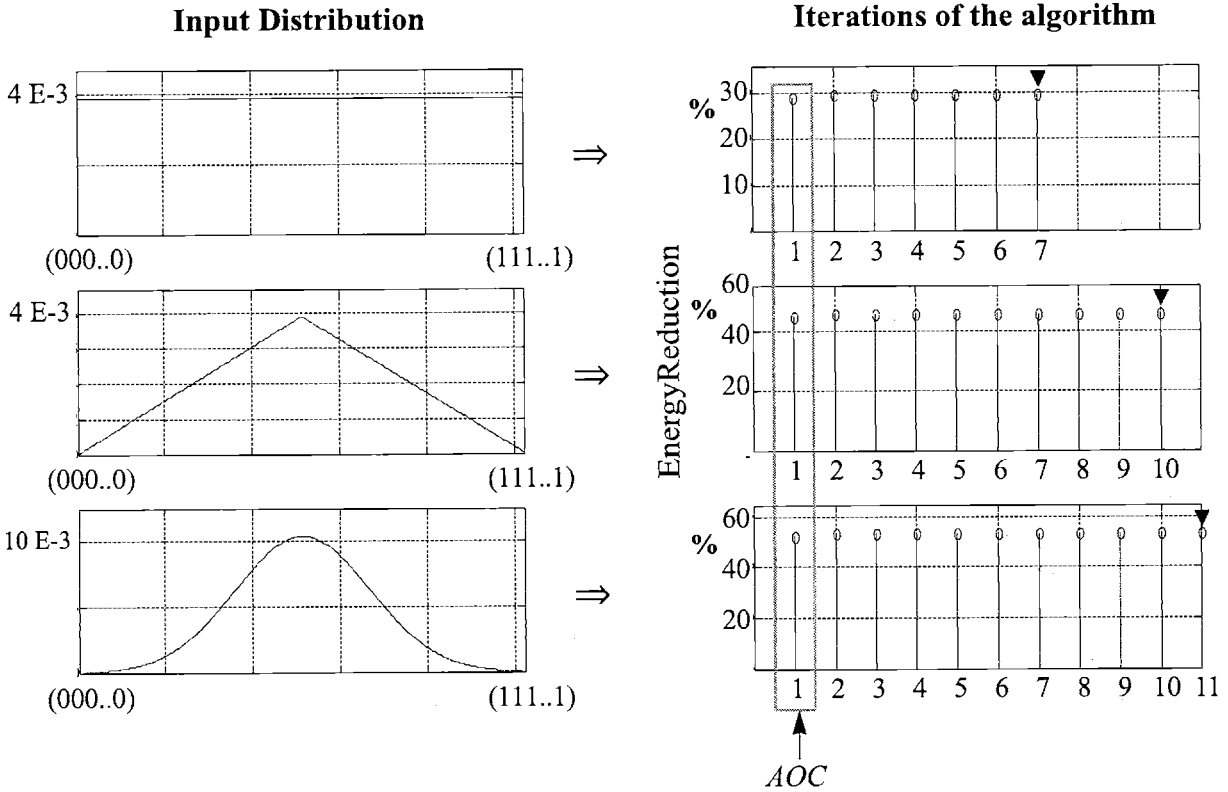 Input Distribution
Iterations of the algorithm
4 E-3
(000..0)
(111..1)
⇒
%
30
20
10
1 2 3 4 5 6 7
4 E-3
(000..0)
(111..1)
⇒
EnergyReduction
60
%
40
20
1 2 3 4 5 6 7 8 9 10
10 E-3
(000..0)
(111..1)
⇒
60
%
40
20
1 2 3 4 5 6 7 8 9 10 11
AOC